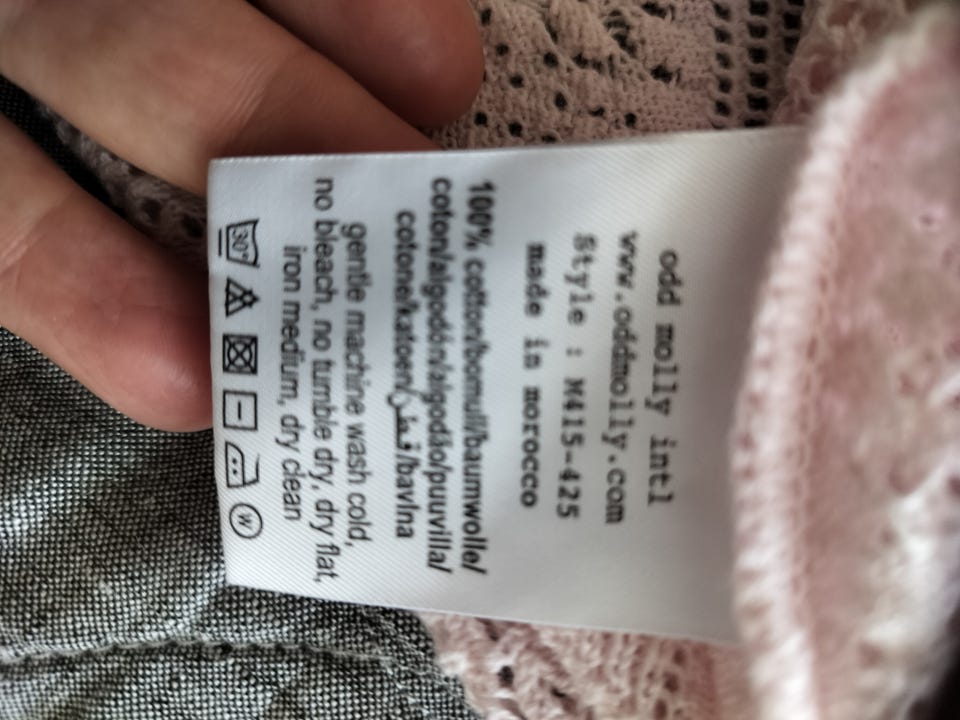 odd molly intl
www.oddmolly.com
Style : M415-425
made in morocco
100% cotton/bomull/baumwolle/
coton/algodón/algodão/puuvilla/
cotone/katoen/قطن/bavlna
gentle machine wash cold,
no bleach, no tumble dry, dry flat,
iron medium, dry clean
30° W